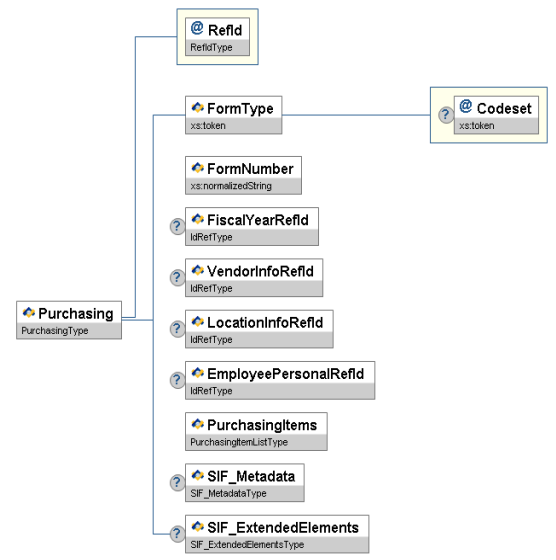 @ RefId
RefIdType
FormType
xs:token
? @ Codeset
xs:token
FormNumber
xs:normalizedString
? FiscalYearRefId
IdRefType
? VendorInfoRefId
IdRefType
Purchasing
PurchasingType
? LocationInfoRefId
IdRefType
? EmployeePersonalRefId
IdRefType
PurchasingItems
PurchasingItemListType
? SIF_Metadata
SIF_MetadataType
? SIF_ExtendedElements
SIF_ExtendedElementsType